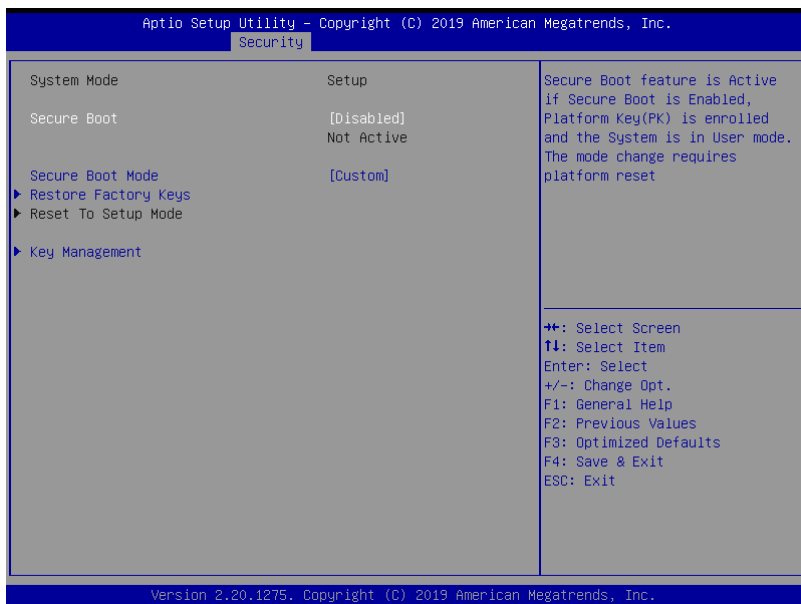 Aptio Setup Utility – Copyright (C) 2019 American Megatrends, Inc.
Security
System Mode Setup
Secure Boot [Disabled]
Not Active
Secure Boot Mode [Custom]
Restore Factory Keys
Reset To Setup Mode
Key Management
Secure Boot feature is Active
if Secure Boot is Enabled,
Platform Key(PK) is enrolled
and the System is in User mode.
The mode change requires
platform reset
→←: Select Screen
↑↓: Select Item
Enter: Select
+/-: Change Opt.
F1: General Help
F2: Previous Values
F3: Optimized Defaults
F4: Save & Exit
ESC: Exit
Version 2.20.1275. Copyright (C) 2019 American Megatrends, Inc.